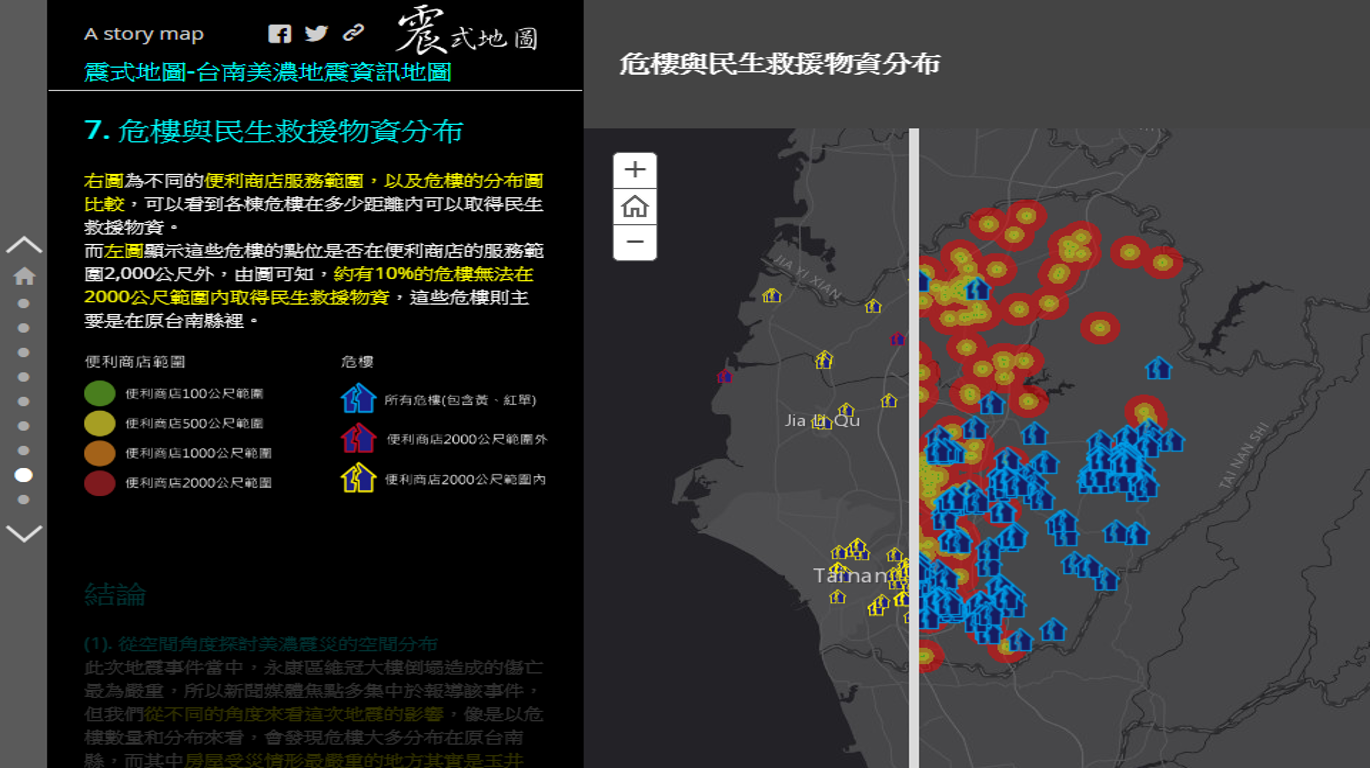 A story map
震式地圖
震式地圖-台南美濃地震資訊地圖
7. 危樓與民生救援物資分布
右圖為不同的便利商店服務範圍，以及危樓的分布圖
比較，可以看到各棟危樓在多少距離內可以取得民生
救援物資。
而左圖顯示這些危樓的點位是否在便利商店的服務範
圍2,000公尺外，由圖可知，約有10%的危樓無法在
2000公尺範圍內取得民生救援物資，這些危樓則主
要是在原台南縣裡。
便利商店範圍
便利商店100公尺範圍
便利商店500公尺範圍
便利商店1000公尺範圍
便利商店2000公尺範圍
危樓
所有危樓(包含黃、紅單)
便利商店2000公尺範圍外
便利商店2000公尺範圍內
結論
(1). 從空間角度探討美濃震災的空間分布
此次地震事件當中，永康區維冠大樓倒塌造成的傷亡
最為嚴重，所以新聞媒體焦點多集中於報導該事件，
但我們從不同的角度來看這次地震的影響，像是以危
樓數量和分布來看，會發現危樓大多分布在原台南
縣，而其中房屋受災情形最嚴重的地方其實是玉井
危樓與民生救援物資分布
JIA YI XIAN
Jia Li Qu
TAI NAN SHI
Tainan